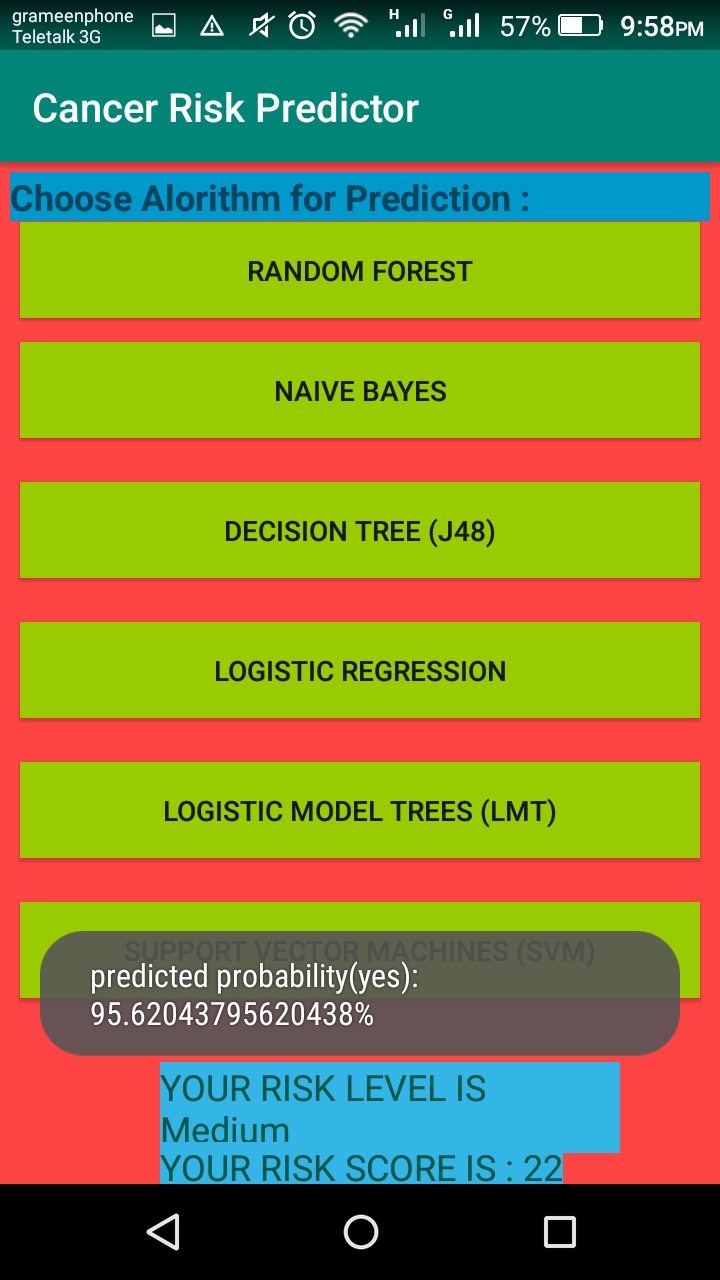 grameenphone
Teletalk 3G
H
G
57%
9:58PM
Cancer Risk Predictor
Choose Alorithm for Prediction :
RANDOM FOREST
NAIVE BAYES
DECISION TREE (J48)
LOGISTIC REGRESSION
LOGISTIC MODEL TREES (LMT)
SUPPORT VECTOR MACHINES (SVM)
predicted probability(yes):
95.62043795620438%
YOUR RISK LEVEL IS
Medium
YOUR RISK SCORE IS : 22